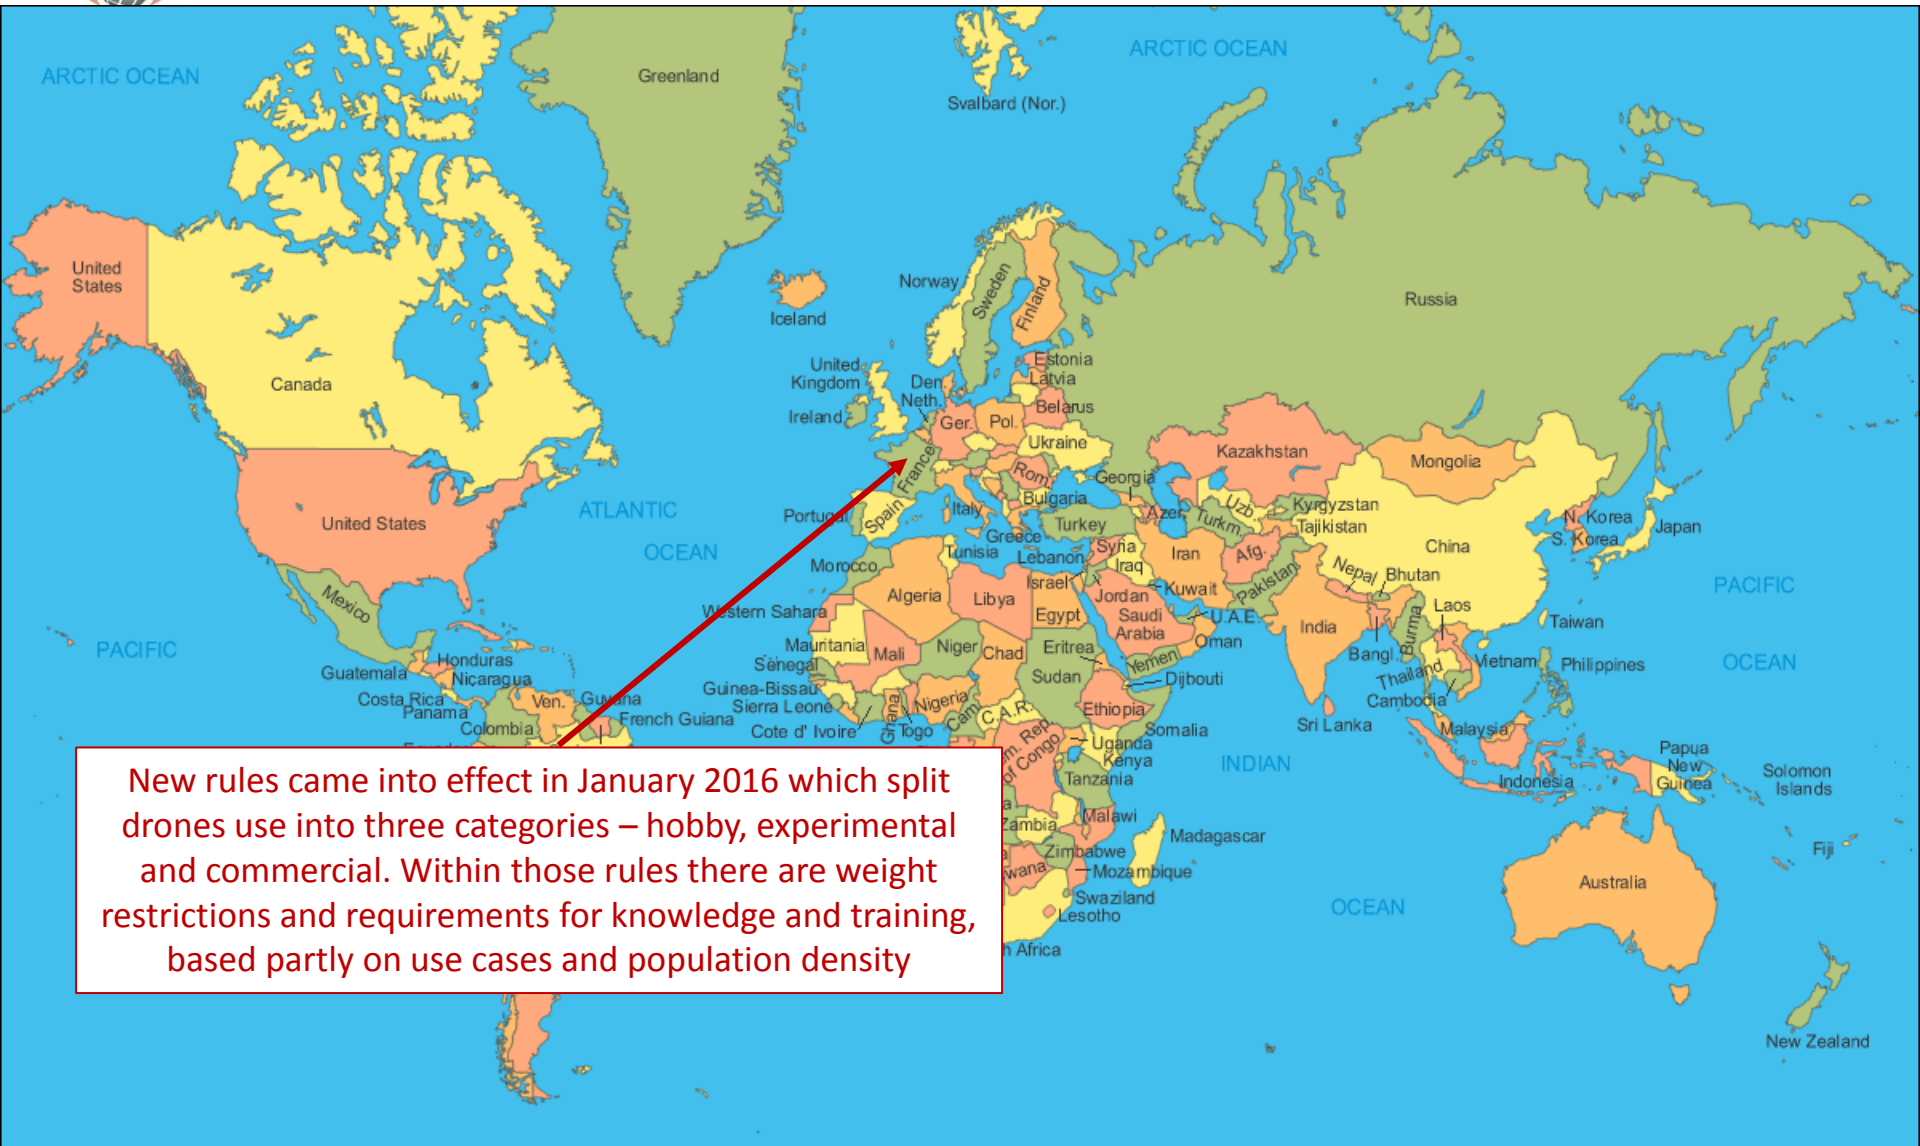 ARCTIC OCEAN
Greenland
Svalbard (Nor.)
ARCTIC OCEAN
United
States
Canada
Iceland
Norway
Sweden
Finland
Russia
United
Kingdom
Ireland
Den.
Neth.
Estonia
Latvia
Belarus
Ger.
Pol.
Ukraine
France
Rom.
Bulgaria
Georgia
Kazakhstan
Mongolia
United States
ATLANTIC
OCEAN
Portugal
Spain
Italy
Greece
Turkey
Azer.
Uzb.
Turkm.
Kyrgyzstan
Tajikistan
China
N. Korea
S. Korea
Japan
Morocco
Tunisia
Lebanon
Israel
Syria
Iraq
Iran
Afg.
Pakistan
Nepal
Bhutan
Mexico
Western Sahara
Algeria
Libya
Egypt
Jordan
Kuwait
Saudi
Arabia
U.A.E.
Oman
India
Bangl.
Burma
Laos
Taiwan
PACIFIC
OCEAN
PACIFIC
Guatemala
Honduras
Nicaragua
Costa Rica
Panama
Ven.
Guyana
French Guiana
Colombia
Mauritania
Mali
Niger
Chad
Eritrea
Sudan
Yemen
Djibouti
Senegal
Guinea-Bissau
Sierra Leone
Cote d' Ivoire
Ghana
Togo
Nigeria
Cam.
C.A.R.
Ethiopia
Somalia
Thailand
Vietnam
Cambodia
Philippines
Sri Lanka
Malaysia
Uganda
Kenya
Rep.
of Congo
Tanzania
INDIAN
OCEAN
Indonesia
Papua
New
Guinea
Solomon
Islands
Zambia
Malawi
Madagascar
Zimbabwe
Mozambique
Swaziland
Lesotho
Fiji
Australia
New Zealand
New rules came into effect in January 2016 which split
drones use into three categories – hobby, experimental
and commercial. Within those rules there are weight
restrictions and requirements for knowledge and training,
based partly on use cases and population density
wana
h Africa